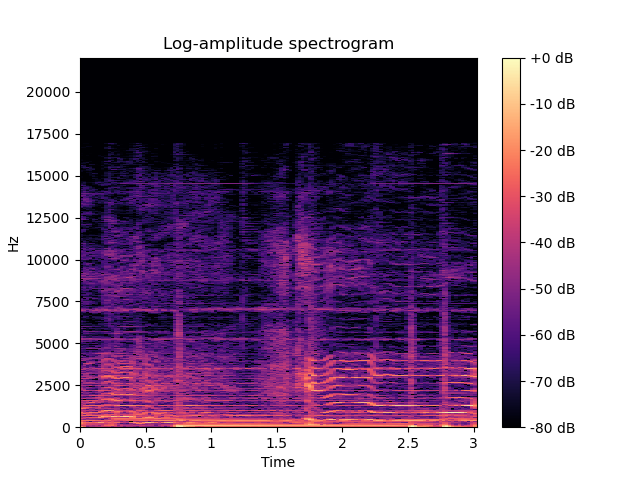 Log-amplitude spectrogram
Hz
20000
17500
15000
12500
10000
7500
5000
2500
0
0 0.5 1 1.5 2 2.5 3
Time
+0 dB
-10 dB
-20 dB
-30 dB
-40 dB
-50 dB
-60 dB
-70 dB
-80 dB